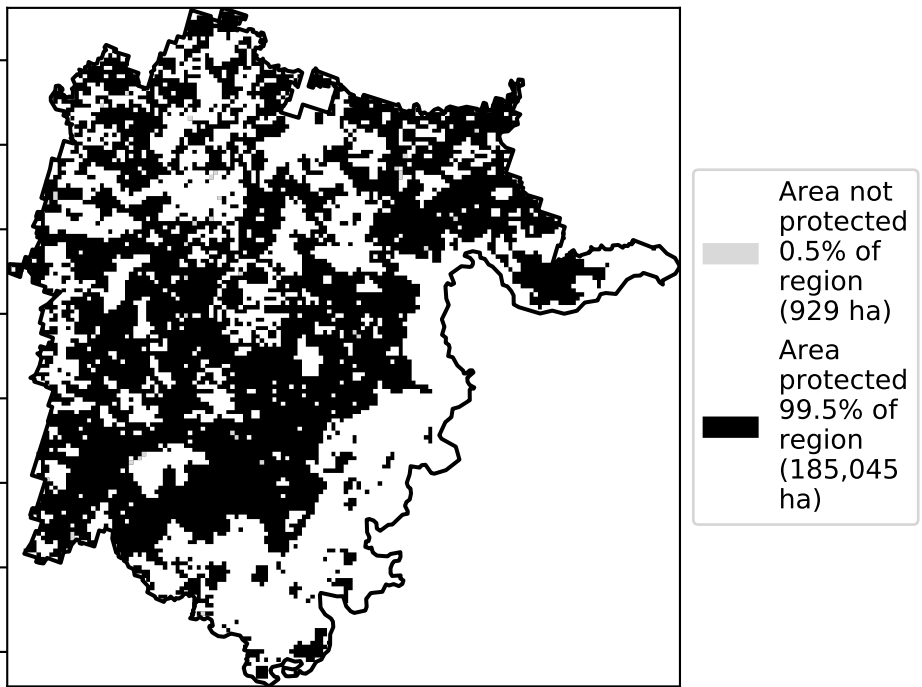 Area not
protected
0.5% of
region
(929 ha)
Area
protected
99.5% of
region
(185,045
ha)